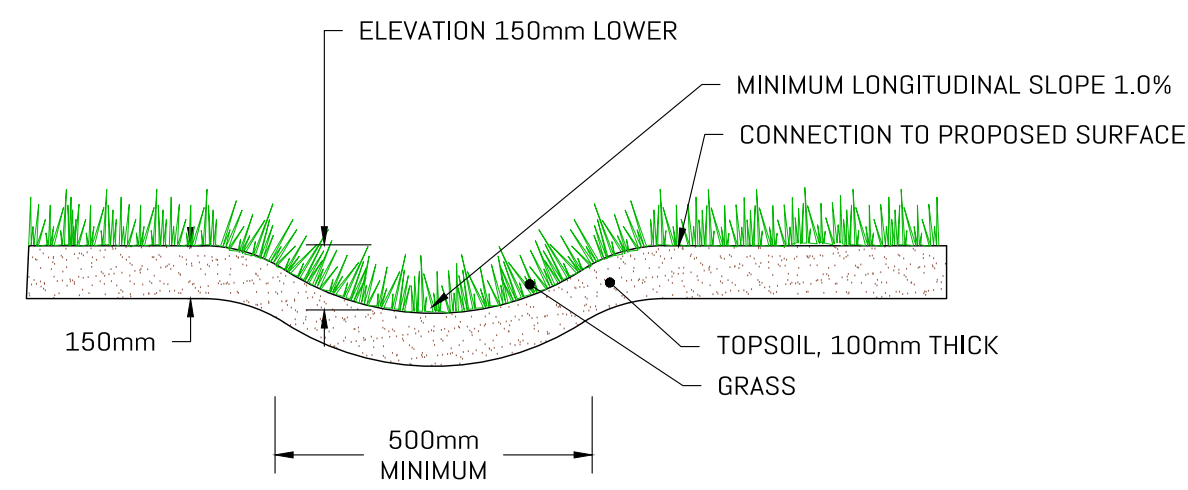 ELEVATION 150mm LOWER
MINIMUM LONGITUDINAL SLOPE 1.0%
CONNECTION TO PROPOSED SURFACE
150mm
TOPSOIL, 100mm THICK
GRASS
500mm
MINIMUM